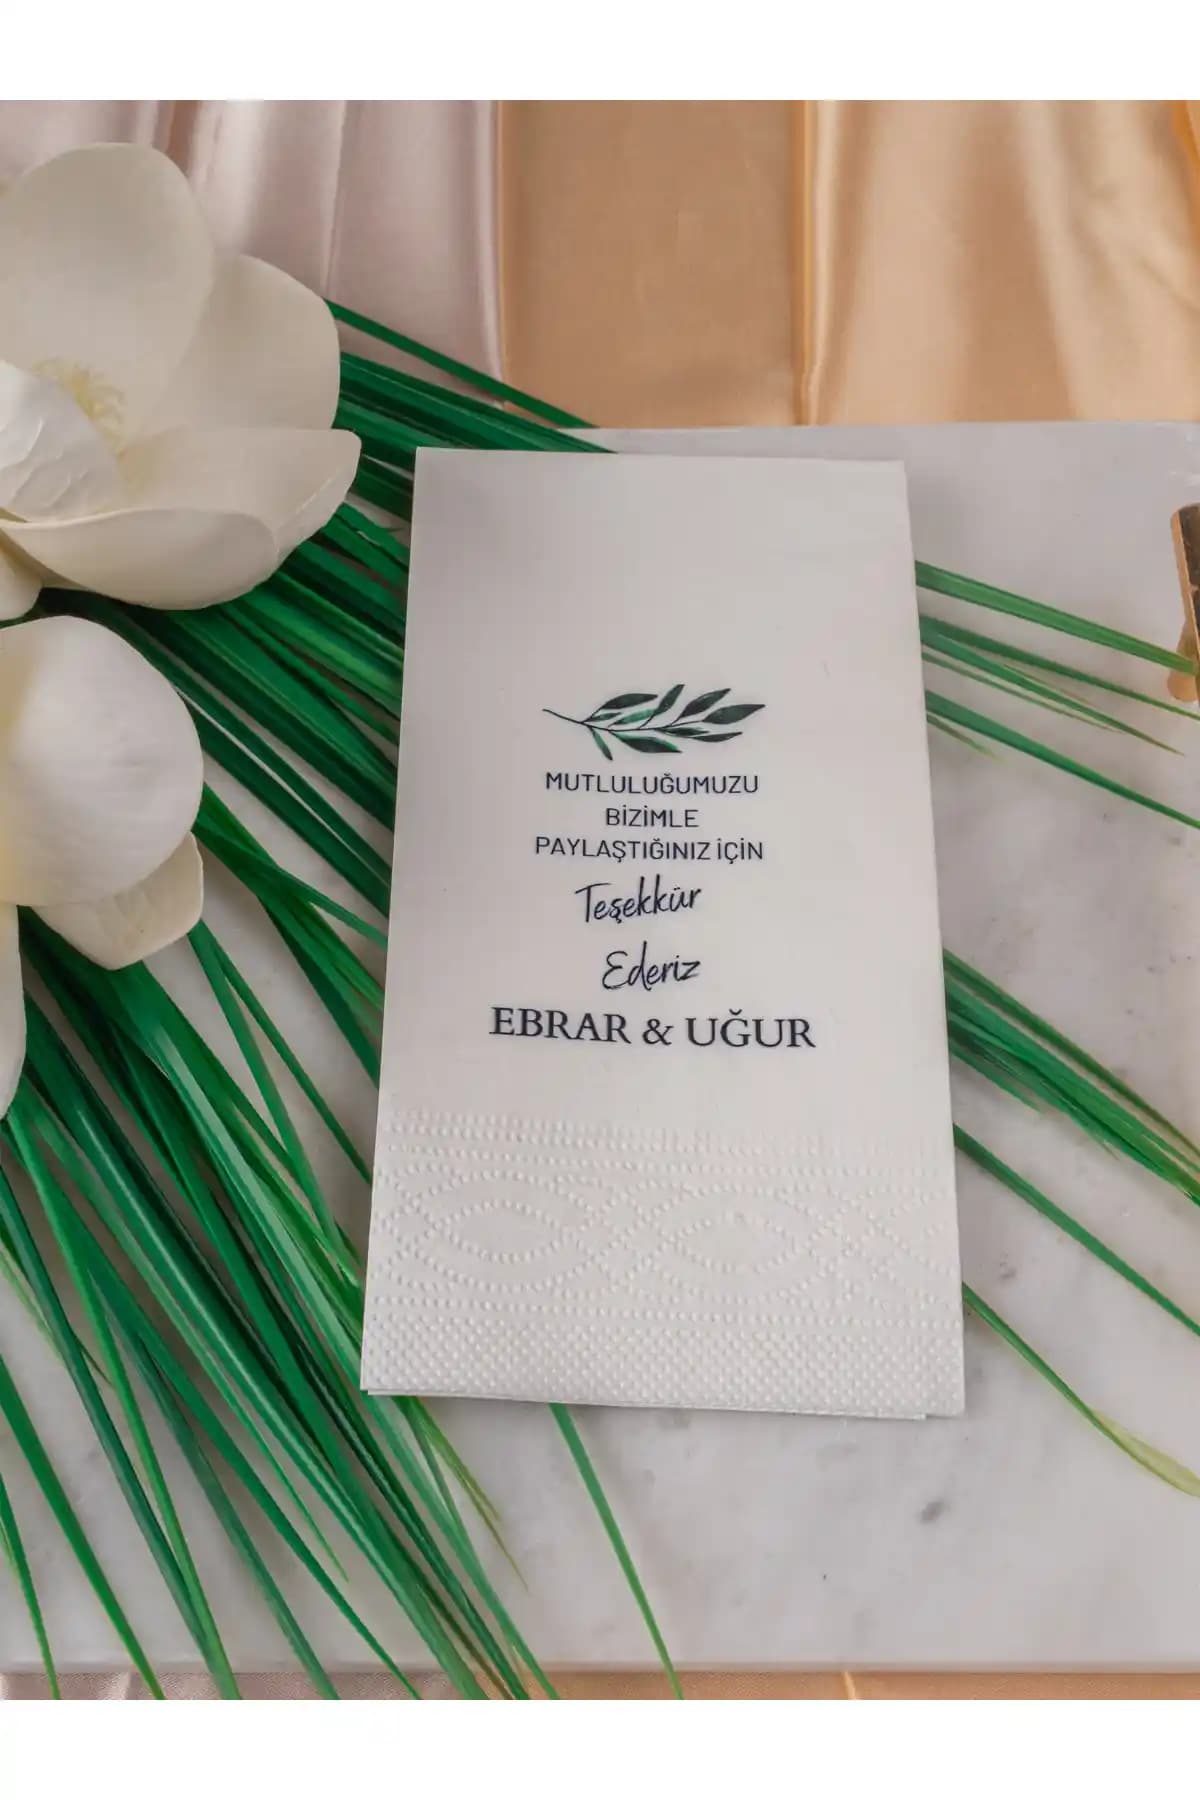 MUTLULUĞUMUZU
BİZİMLE
PAYLAŞTIĞINIZ İÇİN
Teşekkür
Ederiz
EBRAR & UĞUR